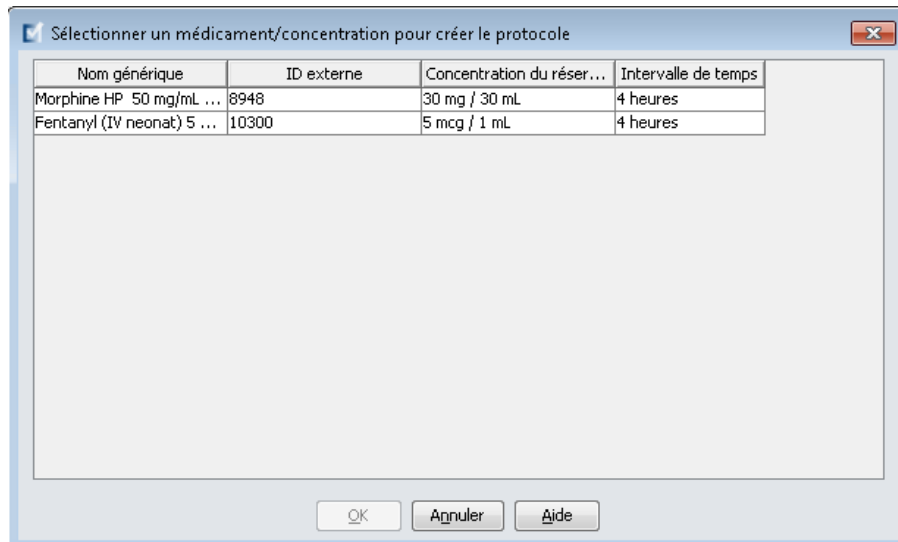 Sélectionner un médicament/concentration pour créer le protocole
Nom générique ID externe Concentration du réser... Intervalle de temps
Morphine HP 50 mg/mL ... 8948 30 mg / 30 mL 4 heures
Fentanyl (IV neonat) 5 ... 10300 5 mcg / 1 mL 4 heures
OK Annuler Aide